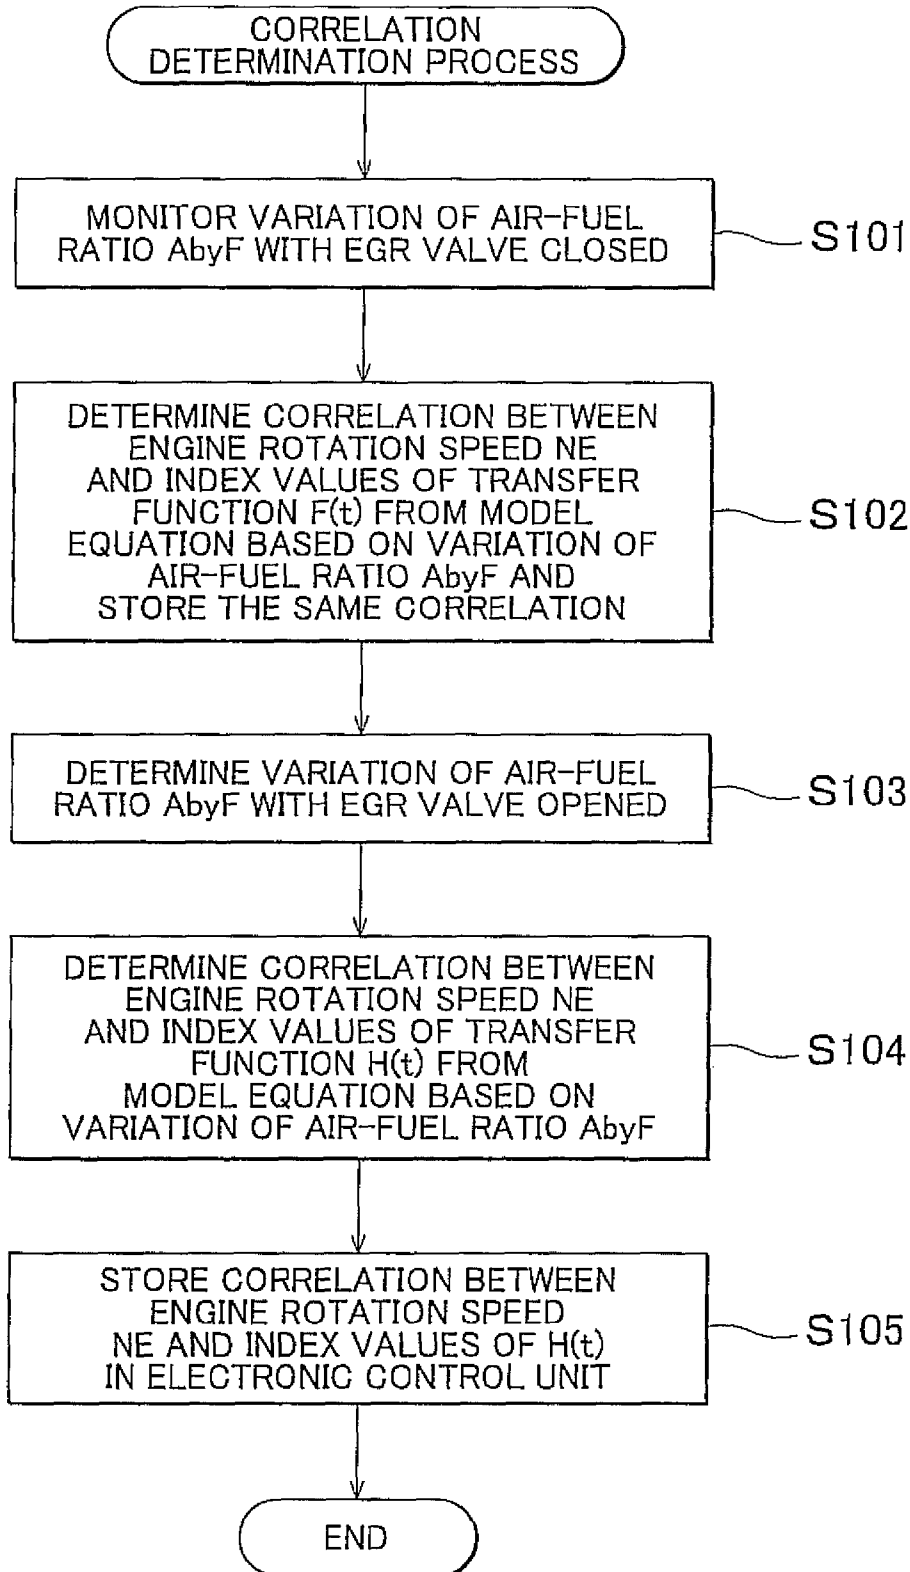 CORRELATION
DETERMINATION PROCESS
MONITOR VARIATION OF AIR-FUEL
RATIO AbyF WITH EGR VALVE CLOSED
S101
DETERMINE CORRELATION BETWEEN
ENGINE ROTATION SPEED NE
AND INDEX VALUES OF TRANSFER
FUNCTION F(t) FROM MODEL
EQUATION BASED ON VARIATION OF
AIR-FUEL RATIO AbyF AND
STORE THE SAME CORRELATION
S102
DETERMINE VARIATION OF AIR-FUEL
RATIO AbyF WITH EGR VALVE OPENED
S103
DETERMINE CORRELATION BETWEEN
ENGINE ROTATION SPEED NE
AND INDEX VALUES OF TRANSFER
FUNCTION H(t) FROM
MODEL EQUATION BASED ON
VARIATION OF AIR-FUEL RATIO AbyF
S104
STORE CORRELATION BETWEEN
ENGINE ROTATION SPEED
NE AND INDEX VALUES OF H(t)
IN ELECTRONIC CONTROL UNIT
S105
END